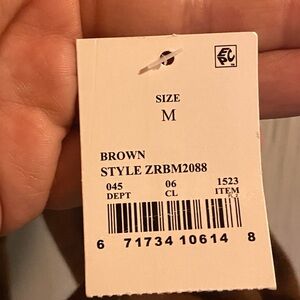 SIZE
M
BROWN
STYLE ZRBM2088
045 06 1523
DEPT CL ITEM
6 71734 10614 8